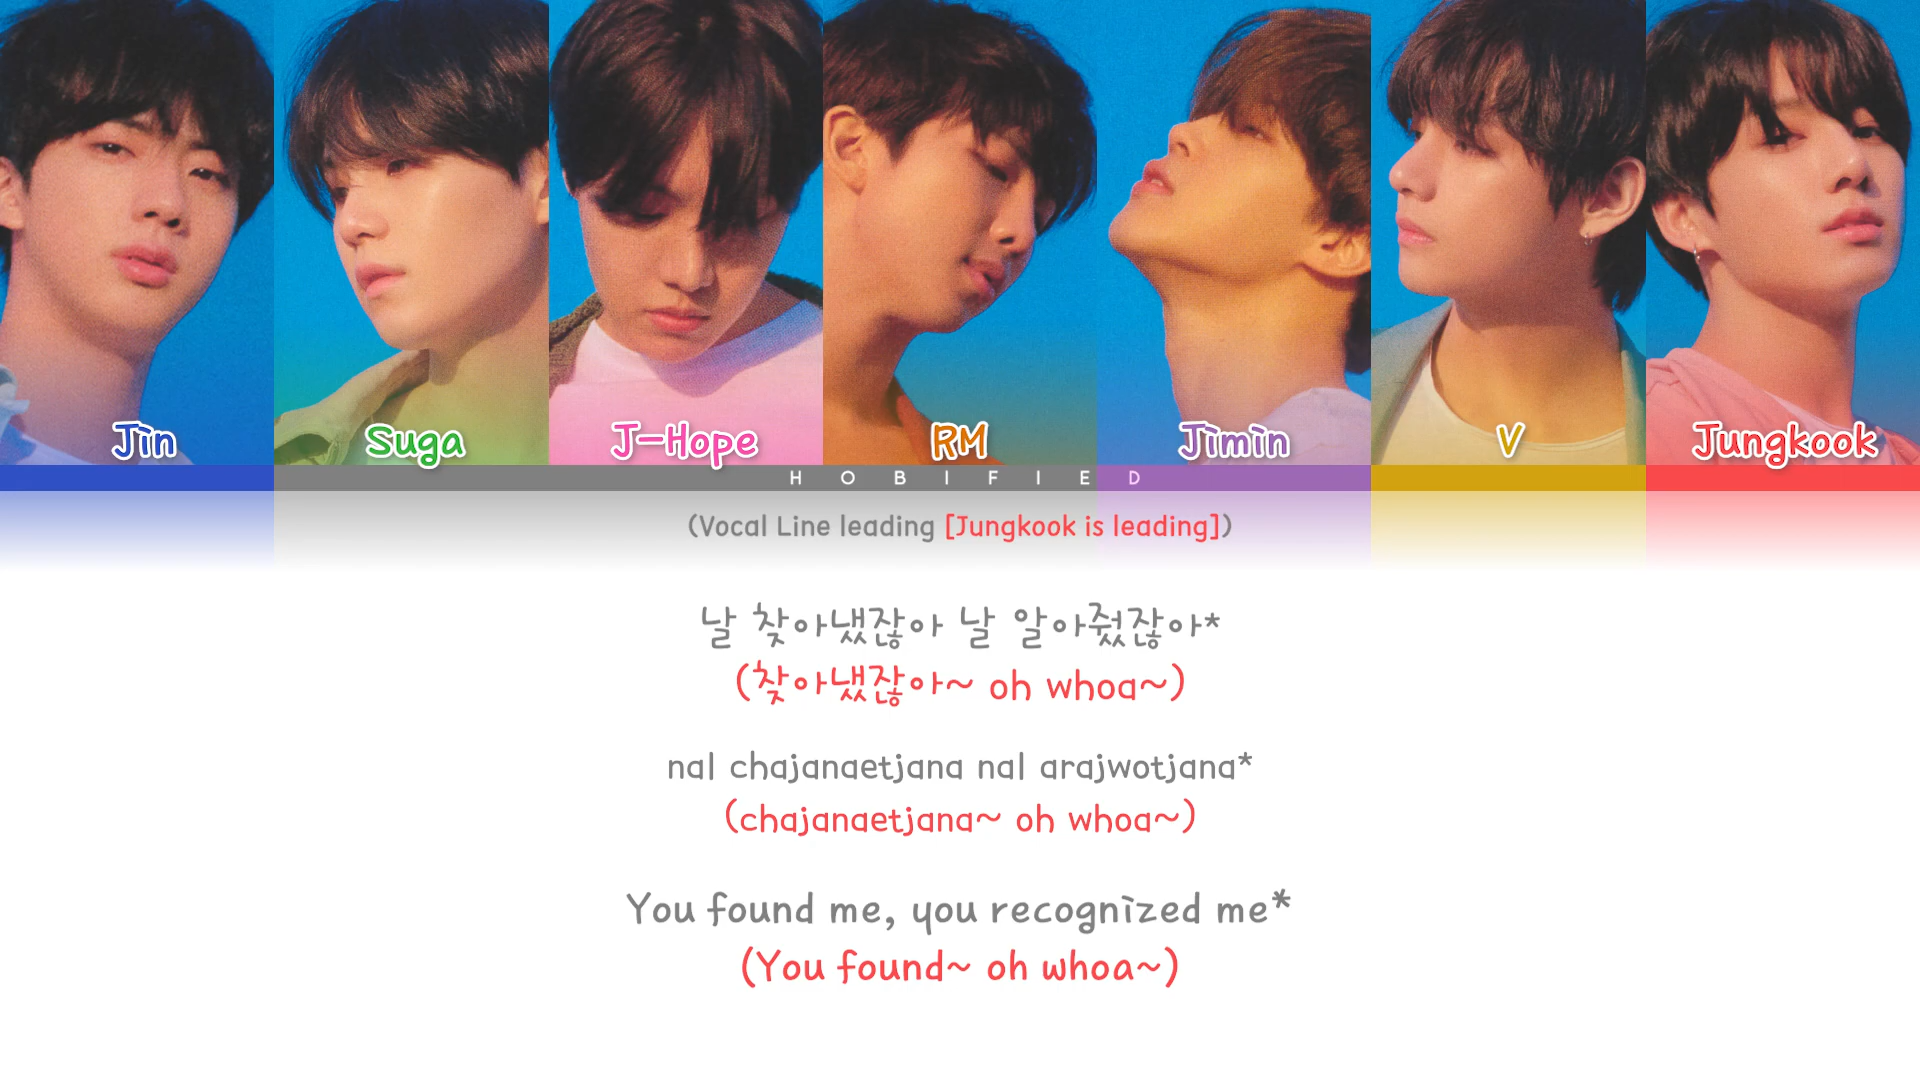 Jin Suga J-Hope RM Jimin V Jungkook
HOBIFIED
(Vocal Line leading [Jungkook is leading])
날 찾아냈잖아 날 알아줬잖아*
(찾아냈잖아~ oh whoa~)
nal chajanaetjana nal arajwotjana*
(chajanaetjana~ oh whoa~)
You found me, you recognized me*
(You found~ oh whoa~)